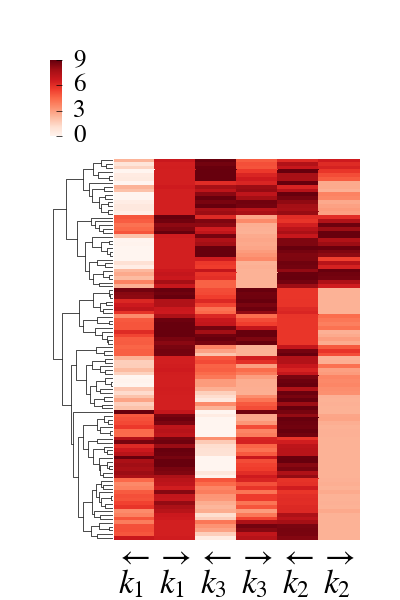 9
6
3
0
← → ← → ← →
k₁ k₁ k₃ k₃ k₂ k₂